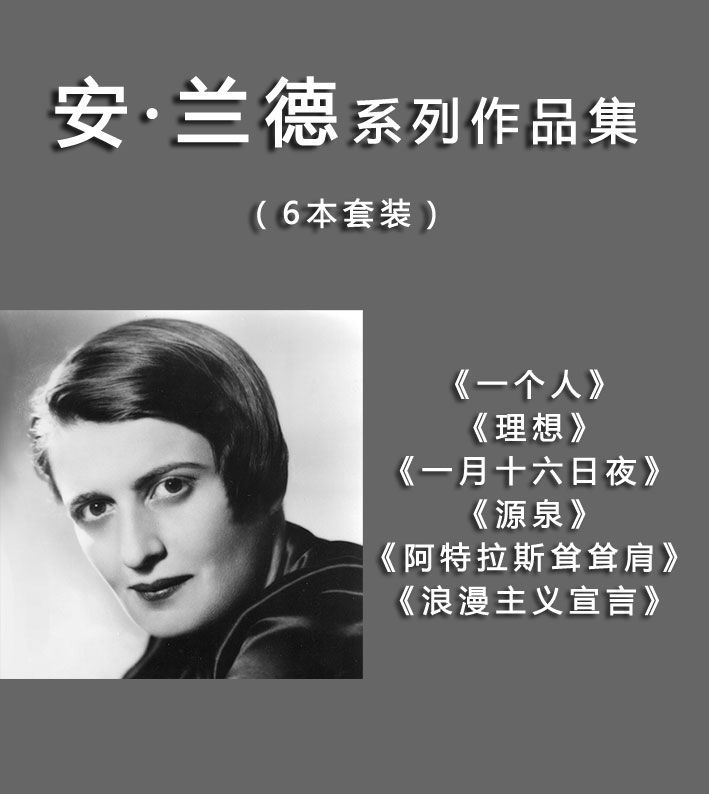 安·兰德系列作品集
（6本套装）
《一个人》
《理想》
《一月十六日夜》
《源泉》
《阿特拉斯耸耸肩》
《浪漫主义宣言》